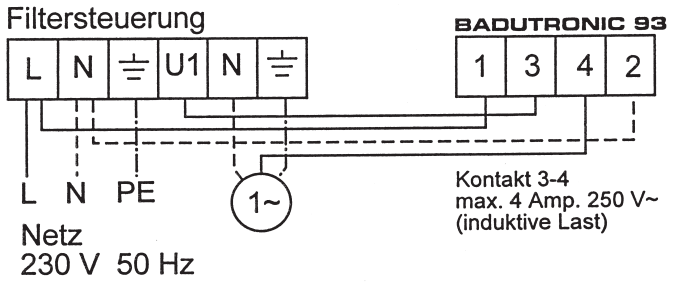 Filtersteuerung
BADUTRONIC 93
L N U1 N
1 3 4 2
L N PE
1~
Netz
230 V 50 Hz
Kontakt 3-4
max. 4 Amp. 250 V~
(induktive Last)